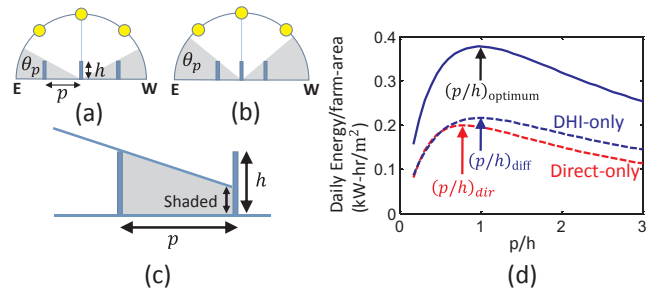 θp
h
E
p
W
(a)
θp
E
W
(b)
Shaded
h
p
(c)
Daily Energy/farm-area
(kW-hr/m²)
0.4
0.3
0.2
0.1
0
0
1
2
3
p/h
(p/h)optimum
DHI-only
(p/h)diff
(p/h)dir
Direct-only
(d)